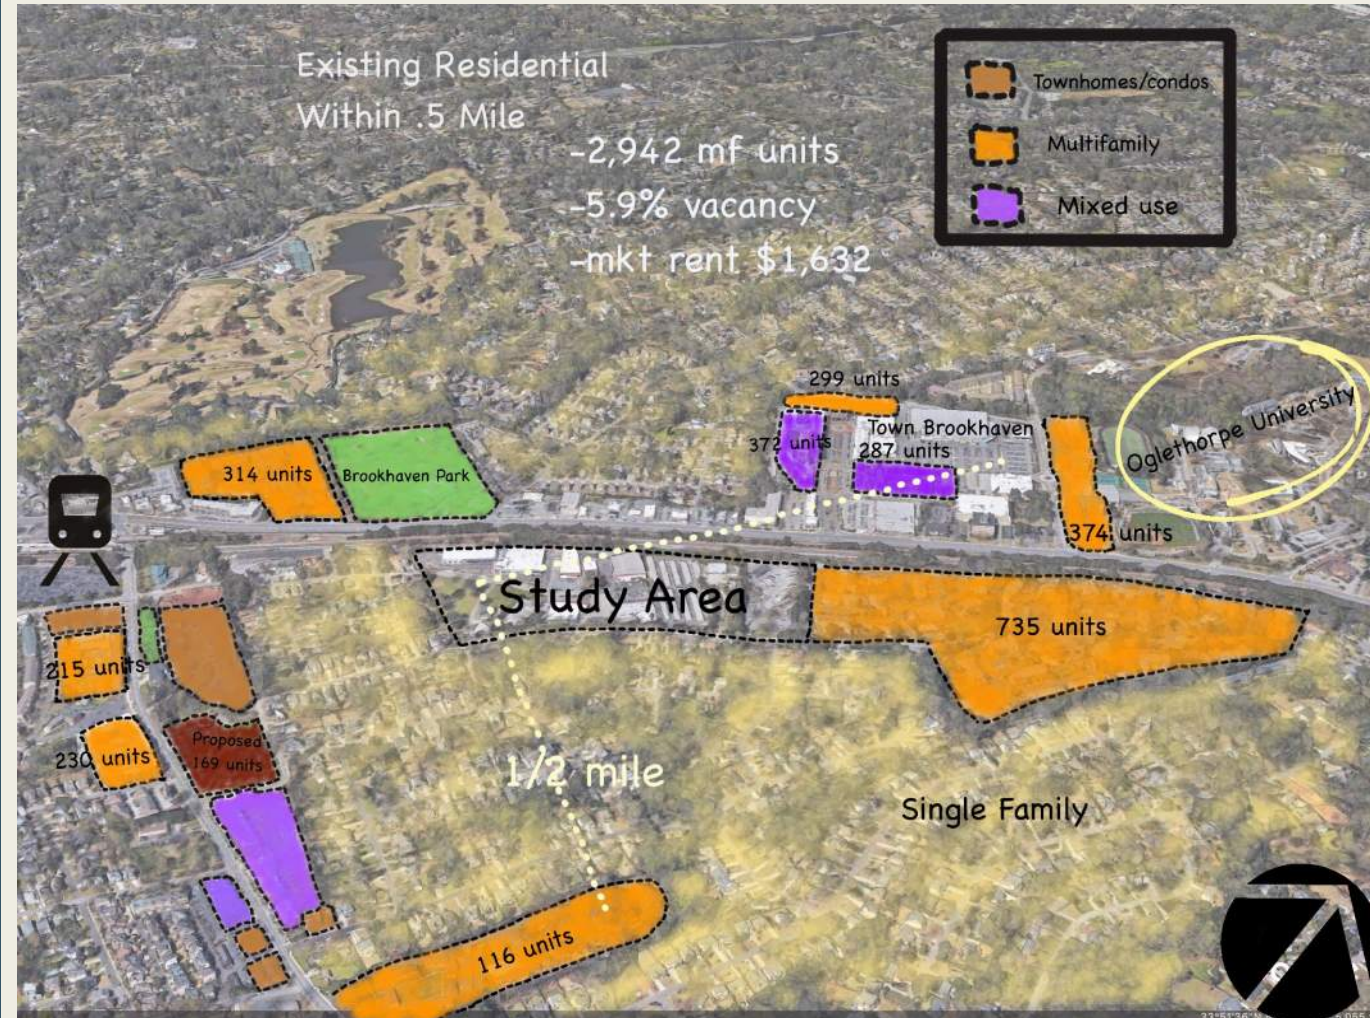 Existing Residential
Within .5 Mile
-2,942 mf units
-5.9% vacancy
-mkt rent $1,632
Townhomes/condos
Multifamily
Mixed use
299 units
372 units
Town Brookhaven
287 units
Oglethorpe University
314 units
Brookhaven Park
374 units
Study Area
735 units
215 units
230 units
Proposed
169 units
1/2 mile
Single Family
116 units